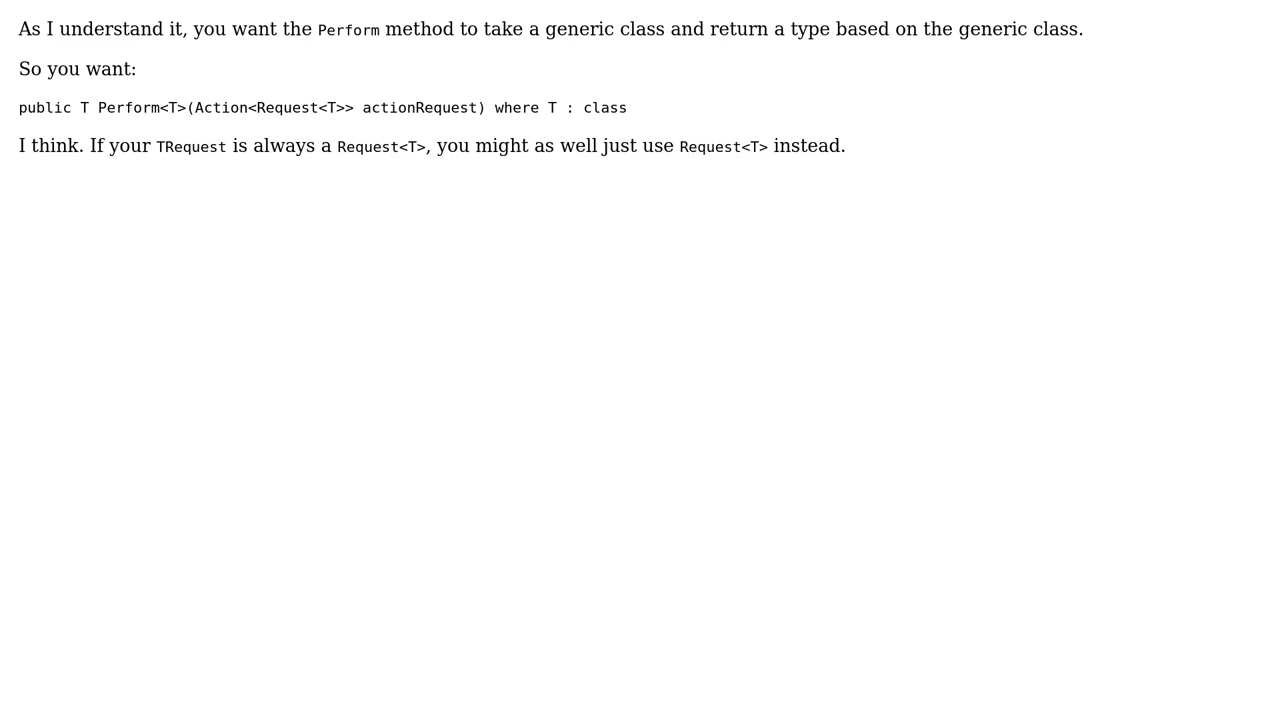 As I understand it, you want the Perform method to take a generic class and return a type based on the generic class.
So you want:
public T Perform<T>(Action<Request<T>> actionRequest) where T : class
I think. If your TRequest is always a Request<T>, you might as well just use Request<T> instead.